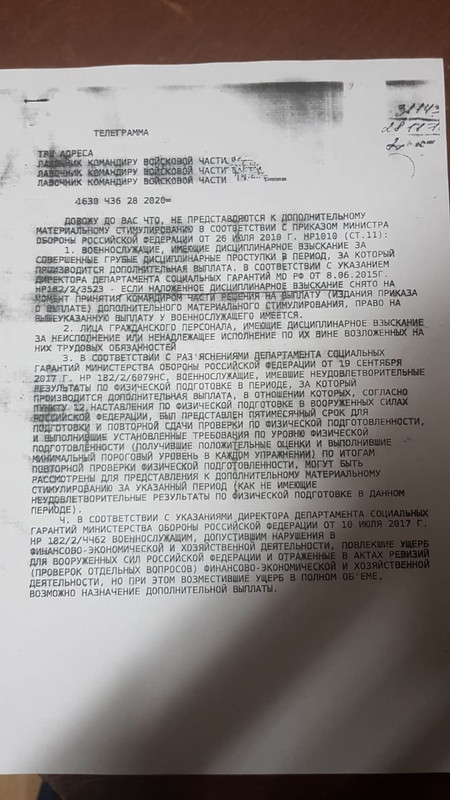 31143
28 11 1
ТЕЛЕГРАММА
ТРИ АДРЕСА
ЛАВОЧНИК КОМАНДИРУ ВОЙСКОВОЙ ЧАСТИ
ЛАВОЧНИК КОМАНДИРУ ВОЙСКОВОЙ ЧАСТИ
ЛАВОЧНИК КОМАНДИРУ ВОЙСКОВОЙ ЧАСТИ
1630 Ч36 28 2020=
ДОВОЖУ ДО ВАС ЧТО, НЕ ПРЕДСТАВЛЯЮТСЯ К ДОПОЛНИТЕЛЬНОМУ
МАТЕРИАЛЬНОМУ СТИМУЛИРОВАНИЮ В СООТВЕТСТВИИ С ПРИКАЗОМ МИНИСТРА
ОБОРОНЫ РОССИЙСКОЙ ФЕДЕРАЦИИ ОТ 26 ИЮЛЯ 2010 Г. НР1010 (СТ.11):
1. ВОЕННОСЛУЖАЩИЕ, ИМЕЮЩИЕ ДИСЦИПЛИНАРНОЕ ВЗЫСКАНИЕ ЗА
СОВЕРШЕННЫЕ ГРУБЫЕ ДИСЦИПЛИНАРНЫЕ ПРОСТУПКИ В ПЕРИОД, ЗА КОТОРЫЙ
ПРОИЗВОДИТСЯ ДОПОЛНИТЕЛЬНАЯ ВЫПЛАТА. В СООТВЕТСТВИИ С УКАЗАНИЕМ
ДИРЕКТОРА ДЕПАРТАМЕНТА СОЦИАЛЬНЫХ ГАРАНТИЙ МО РФ ОТ 8.06.2015Г.
НР182/2/3523 - ЕСЛИ НАЛОЖЕННОЕ ДИСЦИПЛИНАРНОЕ ВЗЫСКАНИЕ СНЯТО НА
МОМЕНТ ПРИНЯТИЯ КОМАНДИРОМ ЧАСТИ РЕШЕНИЯ НА ВЫПЛАТУ (ИЗДАНИЯ ПРИКАЗА
О ВЫПЛАТЕ) ДОПОЛНИТЕЛЬНОГО МАТЕРИАЛЬНОГО СТИМУЛИРОВАНИЯ, ПРАВО НА
ВЫШЕУКАЗАННУЮ ВЫПЛАТУ У ВОЕННОСЛУЖАЩЕГО ИМЕЕТСЯ.
2. ЛИЦА ГРАЖДАНСКОГО ПЕРСОНАЛА, ИМЕЮЩИЕ ДИСЦИПЛИНАРНОЕ ВЗЫСКАНИЕ
ЗА НЕИСПОЛНЕНИЕ ИЛИ НЕНАДЛЕЖАЩЕЕ ИСПОЛНЕНИЕ ПО ИХ ВИНЕ ВОЗЛОЖЕННЫХ НА
НИХ ТРУДОВЫХ ОБЯЗАННОСТЕЙ
3. В СООТВЕТСТВИИ С РАЗ'ЯСНЕНИЯМИ ДЕПАРТАМЕНТА СОЦИАЛЬНЫХ
ГАРАНТИЙ МИНИСТЕРСТВА ОБОРОНЫ РОССИЙСКОЙ ФЕДЕРАЦИИ ОТ 19 СЕНТЯБРЯ
2017 Г. НР 182/2/6079НС, ВОЕННОСЛУЖАЩИЕ, ИМЕВШИЕ НЕУДОВЛЕТВОРИТЕЛЬНЫЕ
РЕЗУЛЬТАТЫ ПО ФИЗИЧЕСКОЙ ПОДГОТОВКЕ В ПЕРИОДЕ, ЗА КОТОРЫЙ
ПРОИЗВОДИТСЯ ДОПОЛНИТЕЛЬНАЯ ВЫПЛАТА, В ОТНОШЕНИИ КОТОРЫХ, СОГЛАСНО
ПУНКТУ 12 НАСТАВЛЕНИЯ ПО ФИЗИЧЕСКОЙ ПОДГОТОВКЕ В ВООРУЖЕННЫХ СИЛАХ
РОССИЙСКОЙ ФЕДЕРАЦИИ, БЫЛ ПРЕДСТАВЛЕН ПЯТИМЕСЯЧНЫЙ СРОК ДЛЯ
ПОДГОТОВКИ И ПОВТОРНОЙ СДАЧИ ПРОВЕРКИ ПО ФИЗИЧЕСКОЙ ПОДГОТОВЛЕННОСТИ,
И ВЫПОЛНИВШИЕ УСТАНОВЛЕННЫЕ ТРЕБОВАНИЯ ПО УРОВНЮ ФИЗИЧЕСКОЙ
ПОДГОТОВЛЕННОСТИ (ПОЛУЧИВШИЕ ПОЛОЖИТЕЛЬНЫЕ ОЦЕНКИ И ВЫПОЛНИВШИЕ
МИНИМАЛЬНЫЙ ПОРОГОВЫЙ УРОВЕНЬ В КАЖДОМ УПРАЖНЕНИИ) ПО ИТОГАМ
ПОВТОРНОЙ ПРОВЕРКИ ФИЗИЧЕСКОЙ ПОДГОТОВЛЕННОСТИ, МОГУТ БЫТЬ
РАССМОТРЕНЫ ДЛЯ ПРЕДСТАВЛЕНИЯ К ДОПОЛНИТЕЛЬНОМУ МАТЕРИАЛЬНОМУ
СТИМУЛИРОВАНИЮ ЗА УКАЗАННЫЙ ПЕРИОД (КАК НЕ ИМЕЮЩИЕ
НЕУДОВЛЕТВОРИТЕЛЬНЫЕ РЕЗУЛЬТАТЫ ПО ФИЗИЧЕСКОЙ ПОДГОТОВКЕ В ДАННОМ
ПЕРИОДЕ).
Ч. В СООТВЕТСТВИИ С УКАЗАНИЯМИ ДИРЕКТОРА ДЕПАРТАМЕНТА СОЦИАЛЬНЫХ
ГАРАНТИЙ МИНИСТЕРСТВА ОБОРОНЫ РОССИЙСКОЙ ФЕДЕРАЦИИ ОТ 10 ИЮЛЯ 2017 Г.
НР 182/2/ЧЧ62 ВОЕННОСЛУЖАЩИМ, ДОПУСТИВШИМ НАРУШЕНИЯ В
ФИНАНСОВО-ЭКОНОМИЧЕСКОЙ И ХОЗЯЙСТВЕННОЙ ДЕЯТЕЛЬНОСТИ, ПОВЛЕКШИЕ УЩЕРБ
ДЛЯ ВООРУЖЕННЫХ СИЛ РОССИЙСКОЙ ФЕДЕРАЦИИ И ОТРАЖЕННЫЕ В АКТАХ РЕВИЗИЙ
(ПРОВЕРОК ОТДЕЛЬНЫХ ВОПРОСОВ) ФИНАНСОВО-ЭКОНОМИЧЕСКОЙ И ХОЗЯЙСТВЕННОЙ
ДЕЯТЕЛЬНОСТИ, НО ПРИ ЭТОМ ВОЗМЕСТИВШИЕ УЩЕРБ В ПОЛНОМ ОБ'ЕМЕ,
ВОЗМОЖНО НАЗНАЧЕНИЕ ДОПОЛНИТЕЛЬНОЙ ВЫПЛАТЫ.